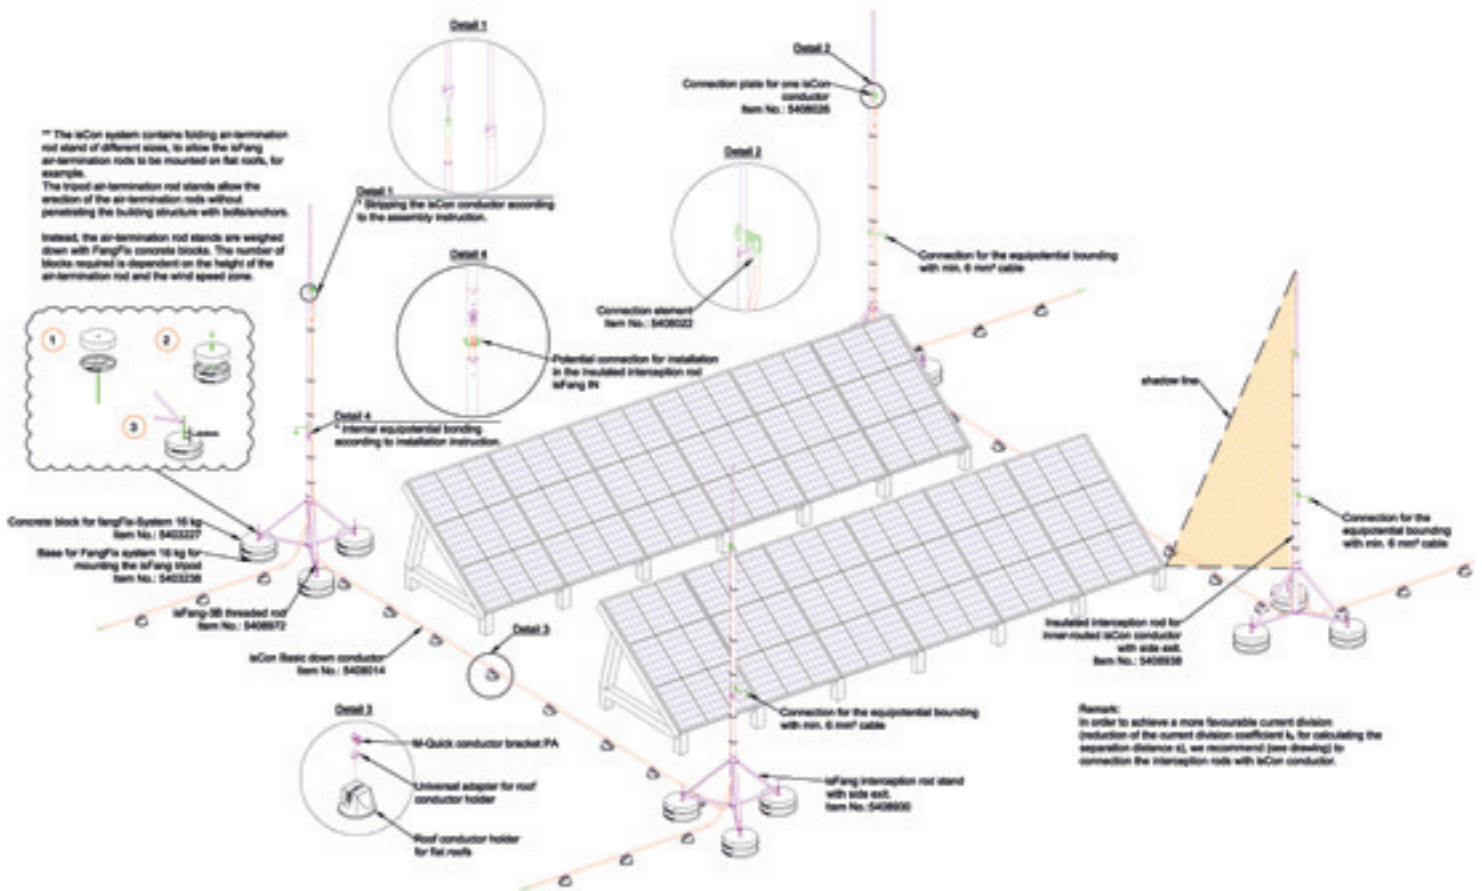 Detail 1
Detail 2
Connection plate for one isCon
conductor
Item No.: 5408026
** The isCon system contains folding air-termination
rod stand of different sizes, to allow the isFang
air-termination rods to be mounted on flat roofs, for
example.
The tripod air-termination rod stands allow the
erection of the air-termination rods without
penetrating the building structure with bolts/anchors.
Instead, the air-termination rod stands are weighed
down with FangFix concrete blocks. The number of
blocks required is dependent on the height of the
air-termination rod and the wind speed zone.
Detail 2
Detail 1
* Stripping the isCon conductor according
to the assembly instruction.
Detail 4
Connection for the equipotential bounding
with min. 6 mm² cable
Connection element
Item No.: 5408022
1
2
3
Potential connection for installation
in the insulated interception rod
isFang IN
shadow line
Detail 4
* Internal equipotential bonding
according to installation instruction.
Concrete block for fangFix-System 16 kg
Item No.: 5403227
Base for FangFix system 16 kg for
mounting the isFang tripod
Item No.: 5403238
isFang-3B threaded rod
Item No.: 5408972
Connection for the
equipotential bounding
with min. 6 mm² cable
isCon Basic down conductor
Item No.: 5408014
Detail 3
Insulated interception rod for
inner-routed isCon conductor
with side exit.
Item No.: 5408938
Detail 3
M-Quick conductor bracket PA
Universal adapter for roof
conductor holder
Roof conductor holder
for flat roofs
Connection for the equipotential bounding
with min. 6 mm² cable
isFang interception rod stand
with side exit.
Item No.:5408930
Remark:
In order to achieve a more favourable current division
(reduction of the current division coefficient kc for calculating the
separation distance s), we recommend (see drawing) to
connection the interception rods with isCon conductor.